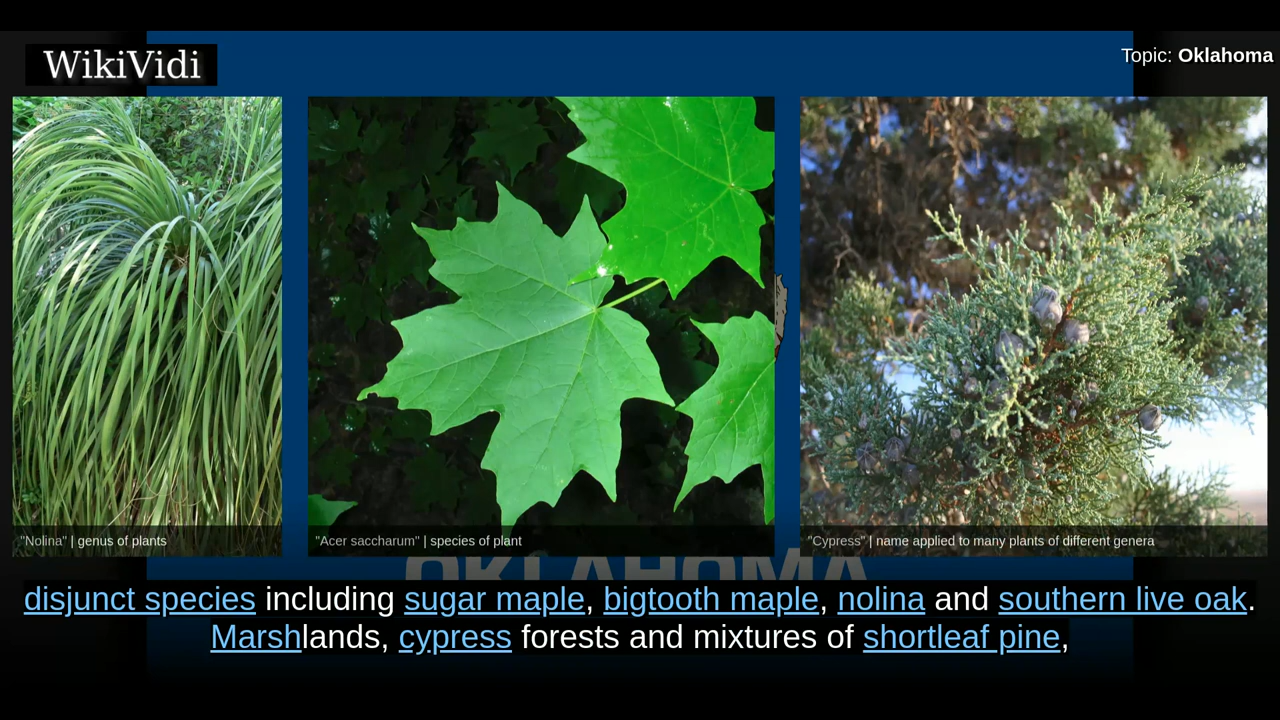 WikiVidi
Topic: Oklahoma
"Nolina" | genus of plants
"Acer saccharum" | species of plant
"Cypress" | name applied to many plants of different genera
OKLAHOMA
disjunct species including sugar maple, bigtooth maple, nolina and southern live oak.
Marshlands, cypress forests and mixtures of shortleaf pine,